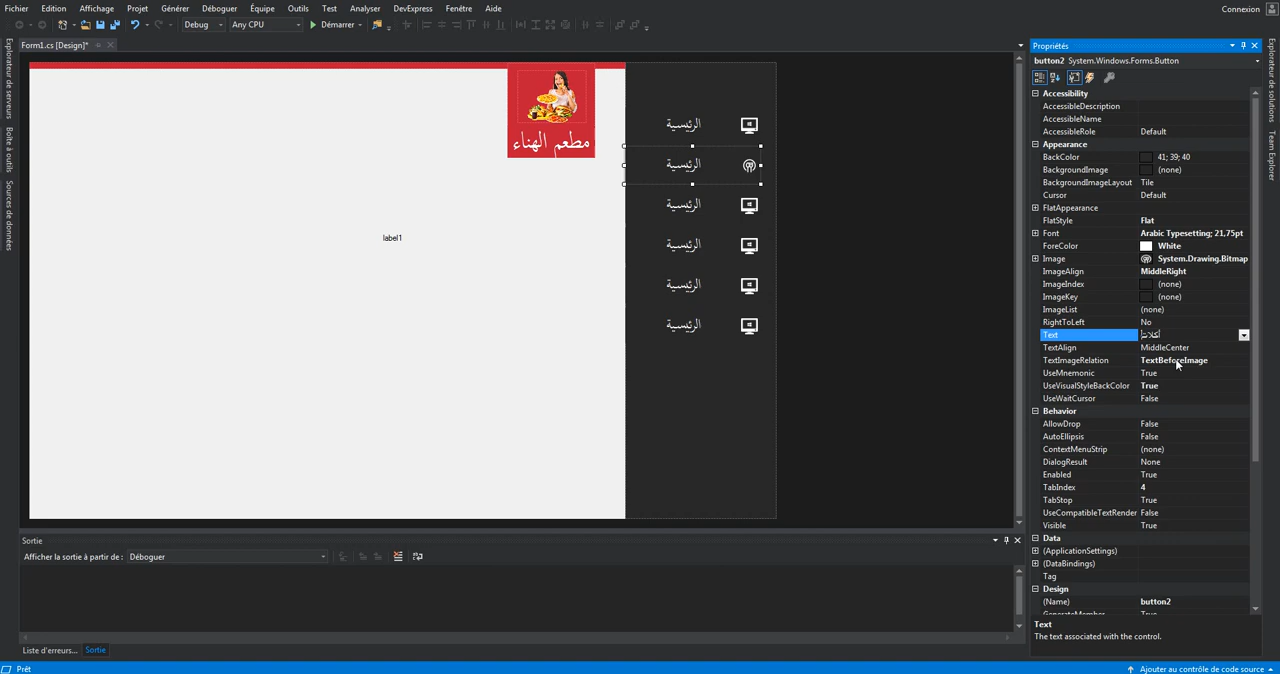 Fichier Edition Affichage Projet Générer Déboguer Équipe Outils Test Analyser DevExpress Fenêtre Aide Connexion
Debug Any CPU Démarrer
Form1.cs [Design]*
Explorateur de serveurs
Boîte à outils
Sources de données
مطعم الهناء
label1
الرئيسية
الرئيسية
الرئيسية
الرئيسية
الرئيسية
الرئيسية
Sortie
Afficher la sortie à partir de : Déboguer
Liste d'erreurs... Sortie
Prêt
Ajouter au contrôle de code source
Propriétés
button2 System.Windows.Forms.Button
Accessibility
AccessibleDescription
AccessibleName
AccessibleRole Default
Appearance
BackColor 41; 39; 40
BackgroundImage (none)
BackgroundImageLayout Tile
Cursor Default
FlatAppearance
FlatStyle Flat
Font Arabic Typesetting; 21,75pt
ForeColor White
Image System.Drawing.Bitmap
ImageAlign MiddleRight
ImageIndex (none)
ImageKey (none)
ImageList (none)
RightToLeft No
Text
TextAlign MiddleCenter
TextImageRelation TextBeforeImage
UseMnemonic True
UseVisualStyleBackColor True
UseWaitCursor False
Behavior
AllowDrop False
AutoEllipsis False
ContextMenuStrip (none)
DialogResult None
Enabled True
TabIndex 4
TabStop True
UseCompatibleTextRender False
Visible True
Data
(ApplicationSettings)
(DataBindings)
Tag
Design
(Name) button2
GenerateMember True
Text
The text associated with the control.
Explorateur de solutions
Team Explorer